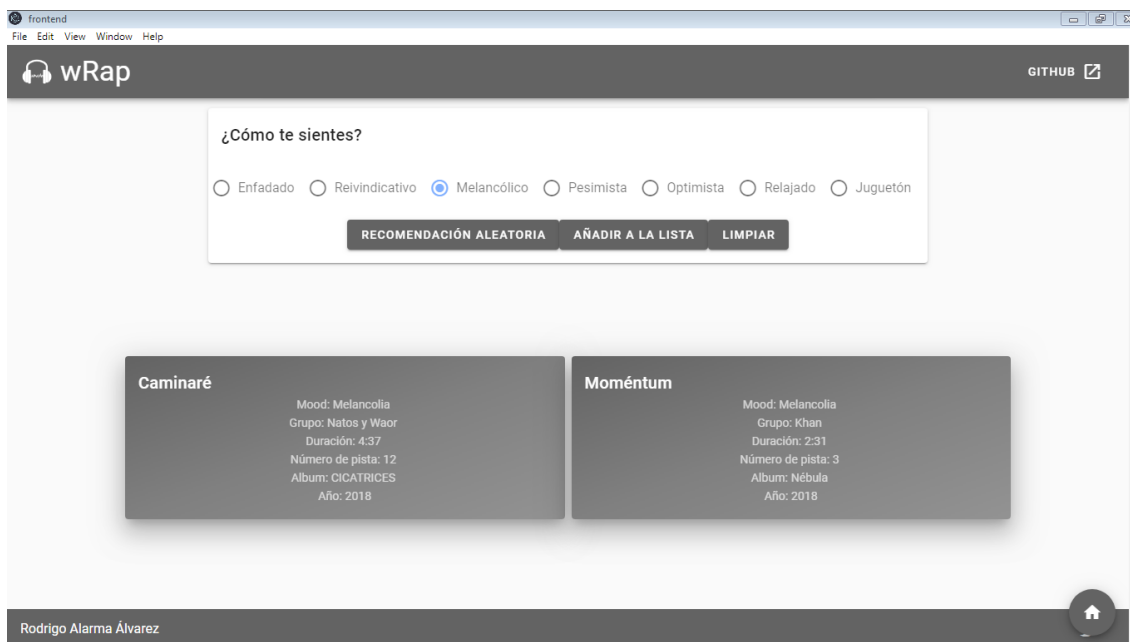 frontend
File Edit View Window Help
wRap
GITHUB
¿Cómo te sientes?
Enfadado Reivindicativo Melancólico Pesimista Optimista Relajado Juguetón
RECOMENDACIÓN ALEATORIA AÑADIR A LA LISTA LIMPIAR
Caminaré
Mood: Melancolia
Grupo: Natos y Waor
Duración: 4:37
Número de pista: 12
Album: CICATRICES
Año: 2018
Moméntum
Mood: Melancolia
Grupo: Khan
Duración: 2:31
Número de pista: 3
Album: Nébula
Año: 2018
Rodrigo Alarma Álvarez